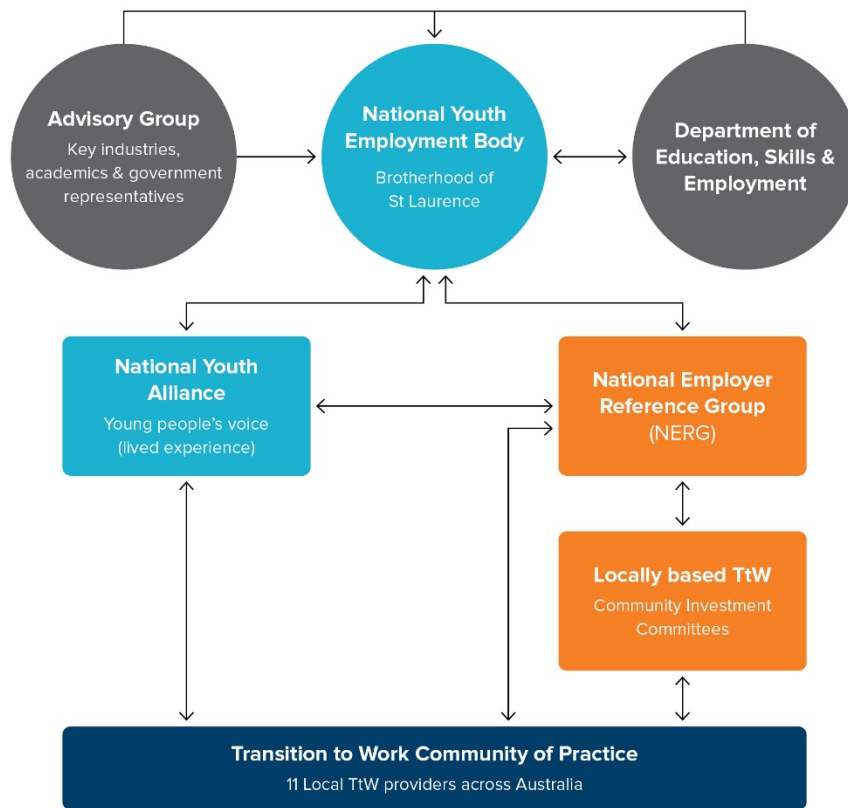 Advisory Group
Key industries,
academics & government
representatives
National Youth
Employment Body
Brotherhood of
St Laurence
Department of
Education, Skills &
Employment
National Youth
Alliance
Young people's voice
(lived experience)
National Employer
Reference Group
(NERG)
Locally based TtW
Community Investment
Committees
Transition to Work Community of Practice
11 Local TtW providers across Australia